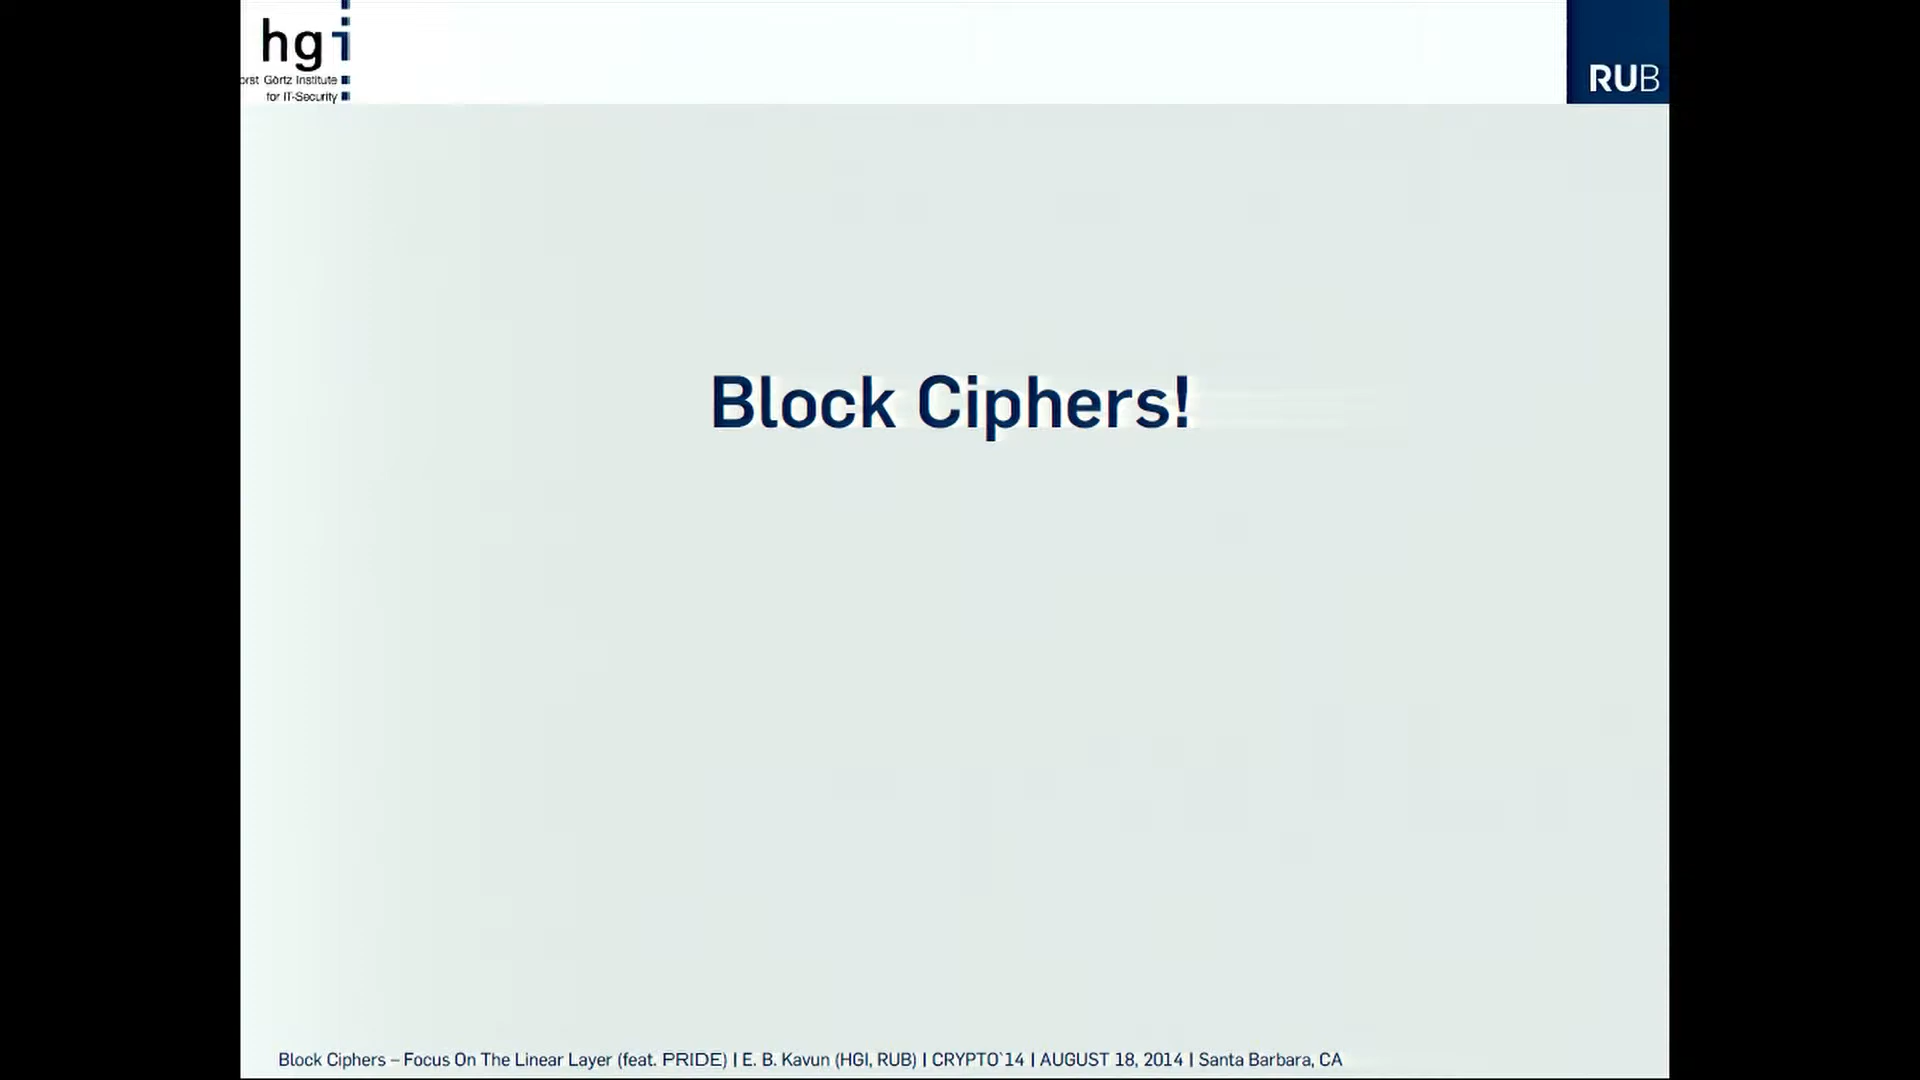 hgi
orst Görtz Institute
for IT-Security
RUB
Block Ciphers!
Block Ciphers – Focus On The Linear Layer (feat. PRIDE) | E. B. Kavun (HGI, RUB) | CRYPTO`14 | AUGUST 18, 2014 | Santa Barbara, CA